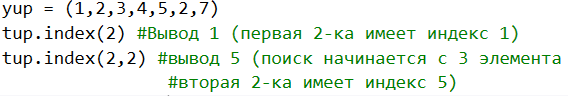 yup = (1,2,3,4,5,2,7)
tup.index(2) #Вывод 1 (первая 2-ка имеет индекс 1)
tup.index(2,2) #вывод 5 (поиск начинается с 3 элемента
#вторая 2-ка имеет индекс 5)